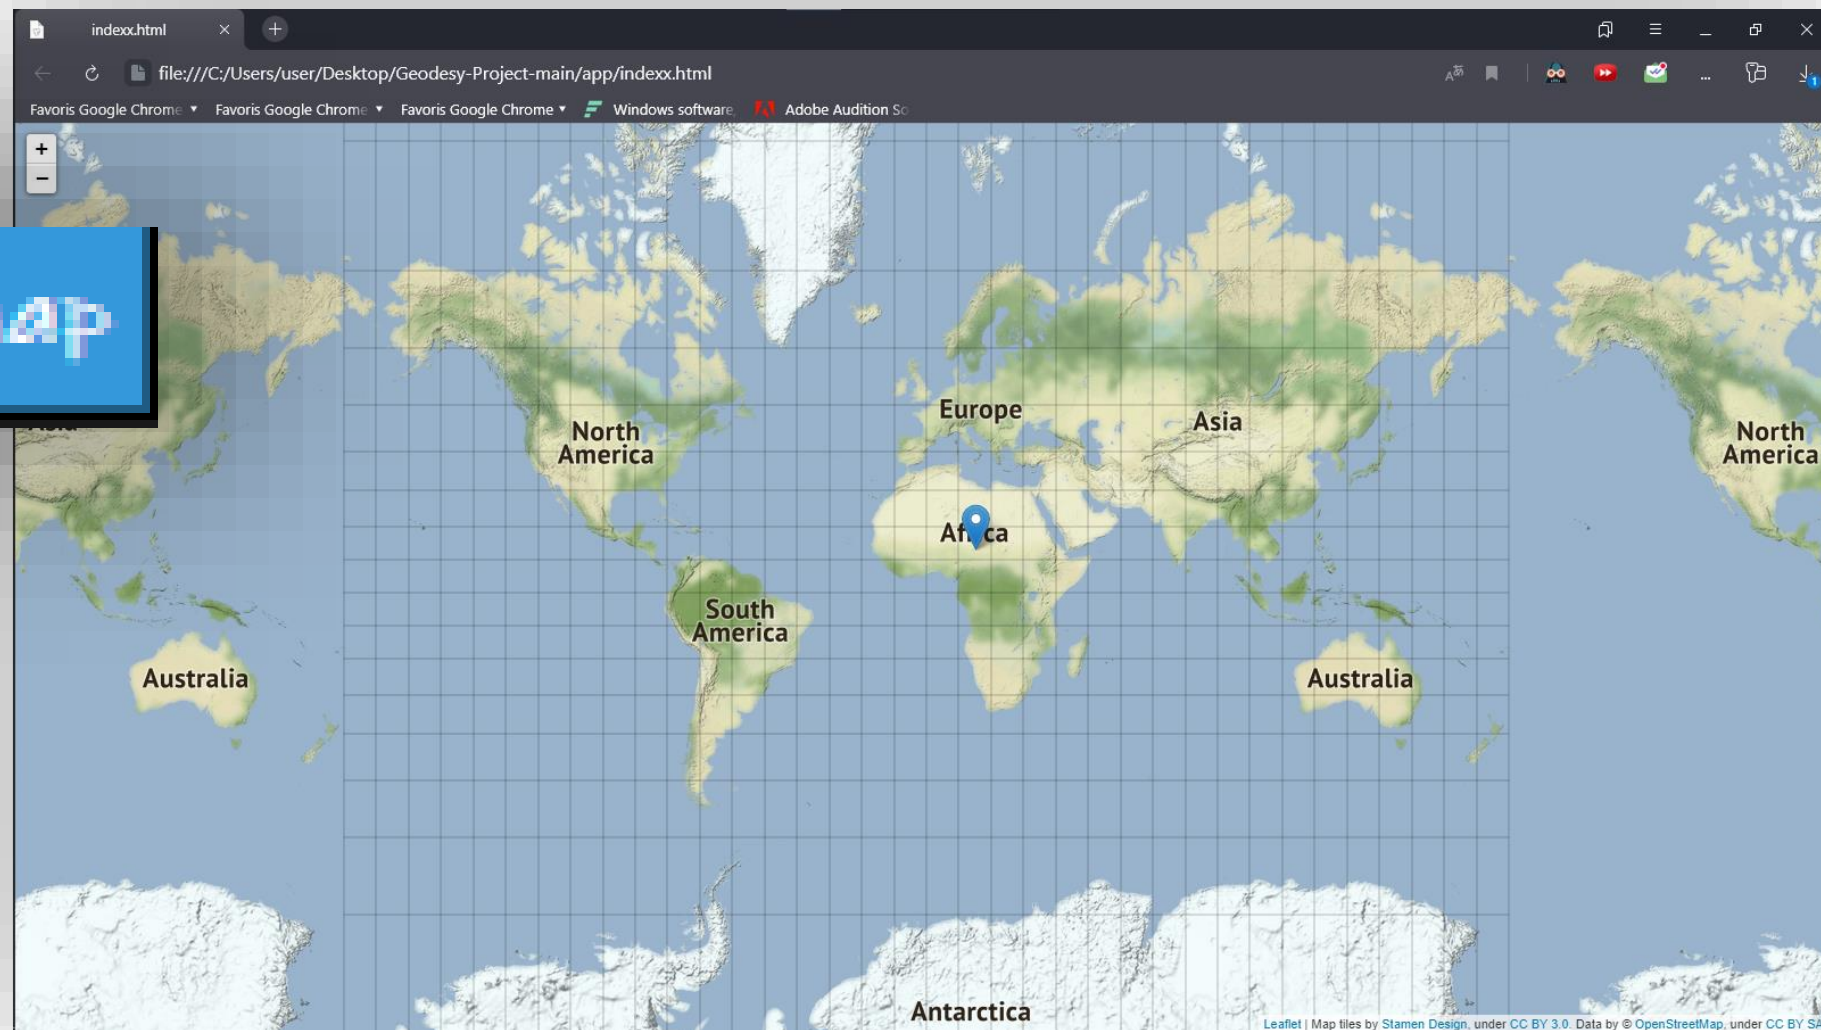 indexx.html
file:///C:/Users/user/Desktop/Geodesy-Project-main/app/indexx.html
Favoris Google Chrome Favoris Google Chrome Favoris Google Chrome Windows software, Adobe Audition So
+
−
Europe
Asia
North
America
North
America
Africa
South
America
Australia
Australia
Antarctica
Leaflet | Map tiles by Stamen Design, under CC BY 3.0. Data by © OpenStreetMap, under CC BY SA